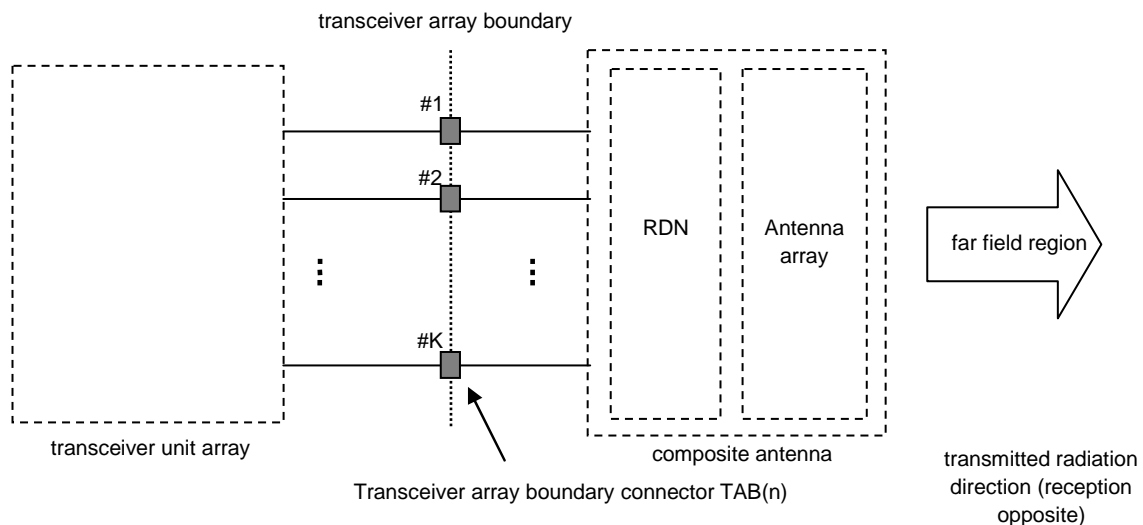 transceiver array boundary
#1
#2
#K
RDN
Antenna
array
far field region
transceiver unit array
composite antenna
Transceiver array boundary connector TAB(n)
transmitted radiation
direction (reception
opposite)